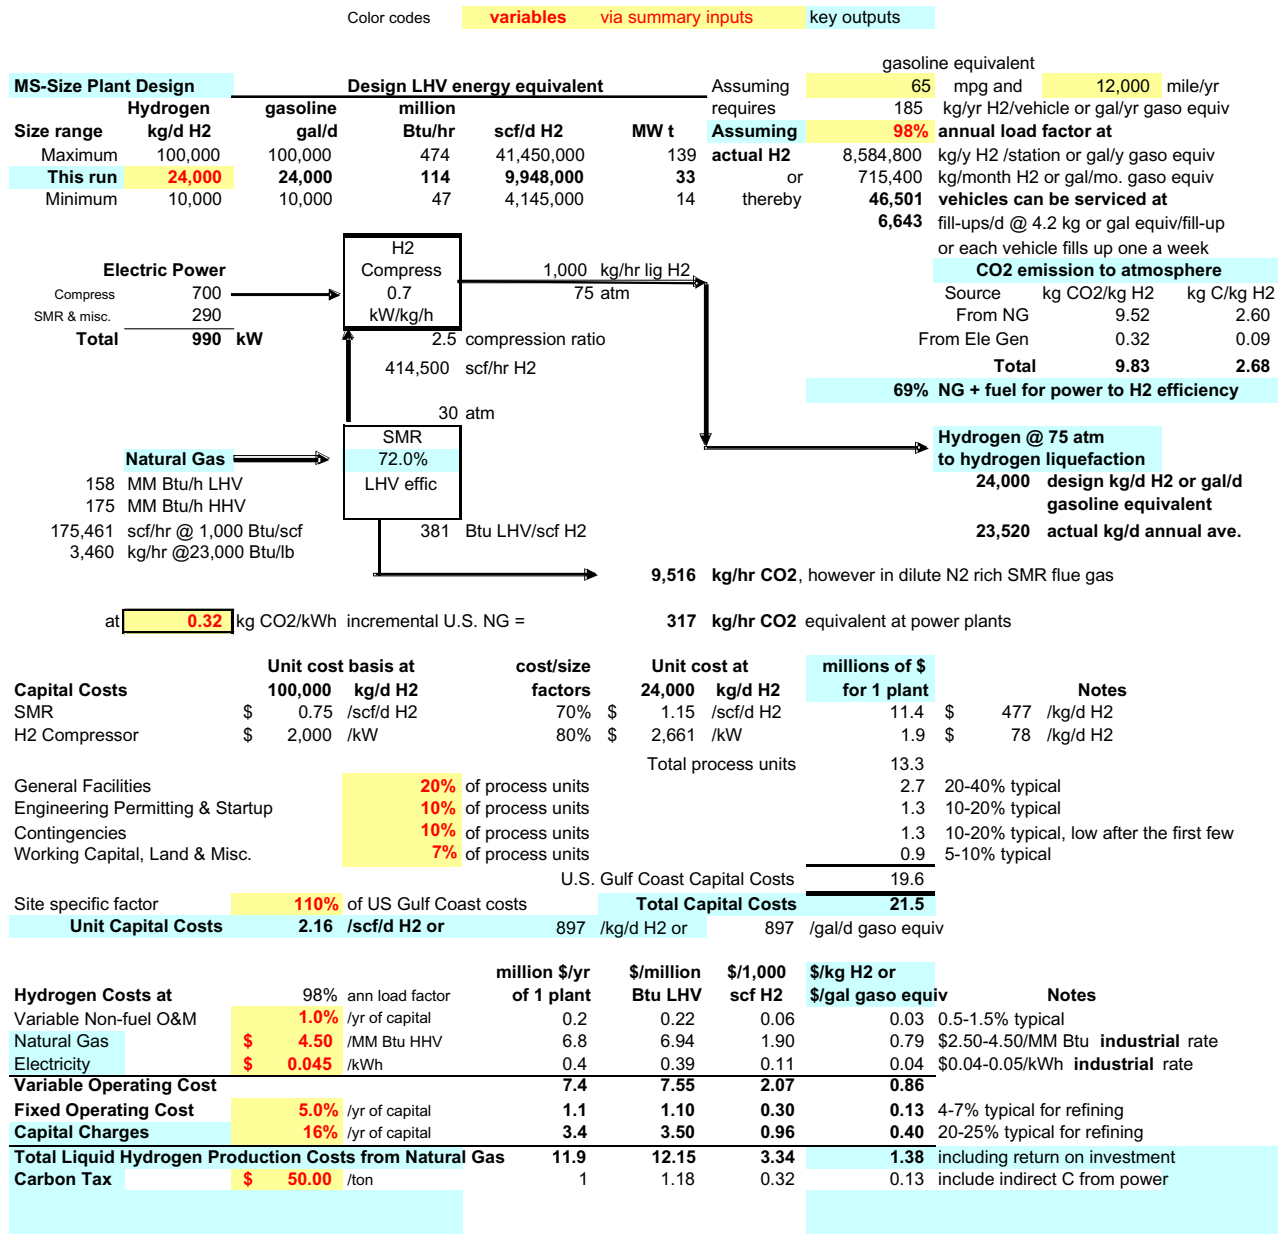 Color codes variables via summary inputs key outputs
gasoline equivalent
MS-Size Plant Design Design LHV energy equivalent Assuming 65 mpg and 12,000 mile/yr
Hydrogen gasoline million requires 185 kg/yr H2/vehicle or gal/yr gaso equiv
Size range kg/d H2 gal/d Btu/hr scf/d H2 MW t Assuming 98% annual load factor at
Maximum 100,000 100,000 474 41,450,000 139 actual H2 8,584,800 kg/y H2 /station or gal/y gaso equiv
This run 24,000 24,000 114 9,948,000 33 or 715,400 kg/month H2 or gal/mo. gaso equiv
Minimum 10,000 10,000 47 4,145,000 14 thereby 46,501 vehicles can be serviced at
6,643 fill-ups/d @ 4.2 kg or gal equiv/fill-up
H2 or each vehicle fills up one a week
Electric Power Compress 1,000 kg/hr lig H2 CO2 emission to atmosphere
Compress 700 0.7 75 atm Source kg CO2/kg H2 kg C/kg H2
SMR & misc. 290 kW/kg/h From NG 9.52 2.60
Total 990 kW 2.5 compression ratio From Ele Gen 0.32 0.09
414,500 scf/hr H2 Total 9.83 2.68
69% NG + fuel for power to H2 efficiency
30 atm
SMR Hydrogen @ 75 atm
Natural Gas 72.0% to hydrogen liquefaction
158 MM Btu/h LHV LHV effic 24,000 design kg/d H2 or gal/d
175 MM Btu/h HHV gasoline equivalent
175,461 scf/hr @ 1,000 Btu/scf 381 Btu LHV/scf H2 23,520 actual kg/d annual ave.
3,460 kg/hr @23,000 Btu/lb
9,516 kg/hr CO2, however in dilute N2 rich SMR flue gas
at 0.32 kg CO2/kWh incremental U.S. NG = 317 kg/hr CO2 equivalent at power plants
Unit cost basis at cost/size Unit cost at millions of $
Capital Costs 100,000 kg/d H2 factors 24,000 kg/d H2 for 1 plant Notes
SMR $ 0.75 /scf/d H2 70% $ 1.15 /scf/d H2 11.4 $ 477 /kg/d H2
H2 Compressor $ 2,000 /kW 80% $ 2,661 /kW 1.9 $ 78 /kg/d H2
Total process units 13.3
General Facilities 20% of process units 2.7 20-40% typical
Engineering Permitting & Startup 10% of process units 1.3 10-20% typical
Contingencies 10% of process units 1.3 10-20% typical, low after the first few
Working Capital, Land & Misc. 7% of process units 0.9 5-10% typical
U.S. Gulf Coast Capital Costs 19.6
Site specific factor 110% of US Gulf Coast costs Total Capital Costs 21.5
Unit Capital Costs 2.16 /scf/d H2 or 897 /kg/d H2 or 897 /gal/d gaso equiv
million $/yr $/million $/1,000 $/kg H2 or
Hydrogen Costs at 98% ann load factor of 1 plant Btu LHV scf H2 $/gal gaso equiv Notes
Variable Non-fuel O&M 1.0% /yr of capital 0.2 0.22 0.06 0.03 0.5-1.5% typical
Natural Gas $ 4.50 /MM Btu HHV 6.8 6.94 1.90 0.79 $2.50-4.50/MM Btu industrial rate
Electricity $ 0.045 /kWh 0.4 0.39 0.11 0.04 $0.04-0.05/kWh industrial rate
Variable Operating Cost 7.4 7.55 2.07 0.86
Fixed Operating Cost 5.0% /yr of capital 1.1 1.10 0.30 0.13 4-7% typical for refining
Capital Charges 16% /yr of capital 3.4 3.50 0.96 0.40 20-25% typical for refining
Total Liquid Hydrogen Production Costs from Natural Gas 11.9 12.15 3.34 1.38 including return on investment
Carbon Tax $ 50.00 /ton 1 1.18 0.32 0.13 include indirect C from power